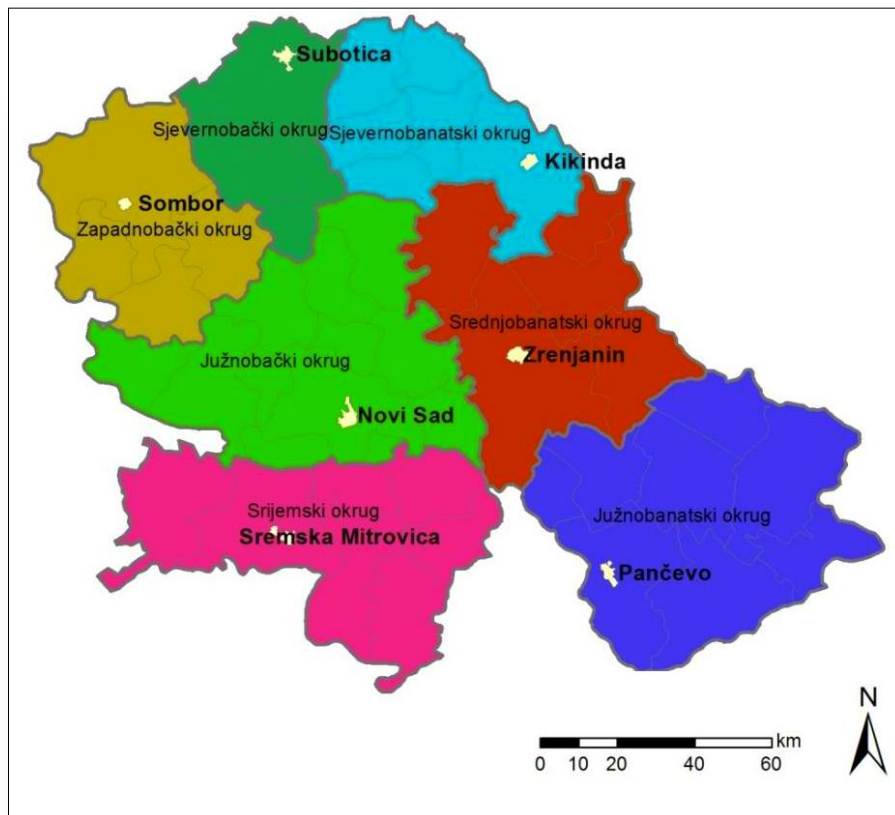 Subotica
Sjevernobački okrug
Sjevernobanatski okrug
Kikinda
Sombor
Zapadnobački okrug
Srednjobanatski okrug
Zrenjanin
Južnobački okrug
Novi Sad
Srijemski okrug
Sremska Mitrovica
Južnobanatski okrug
Pančevo
N
km
0 10 20 40 60